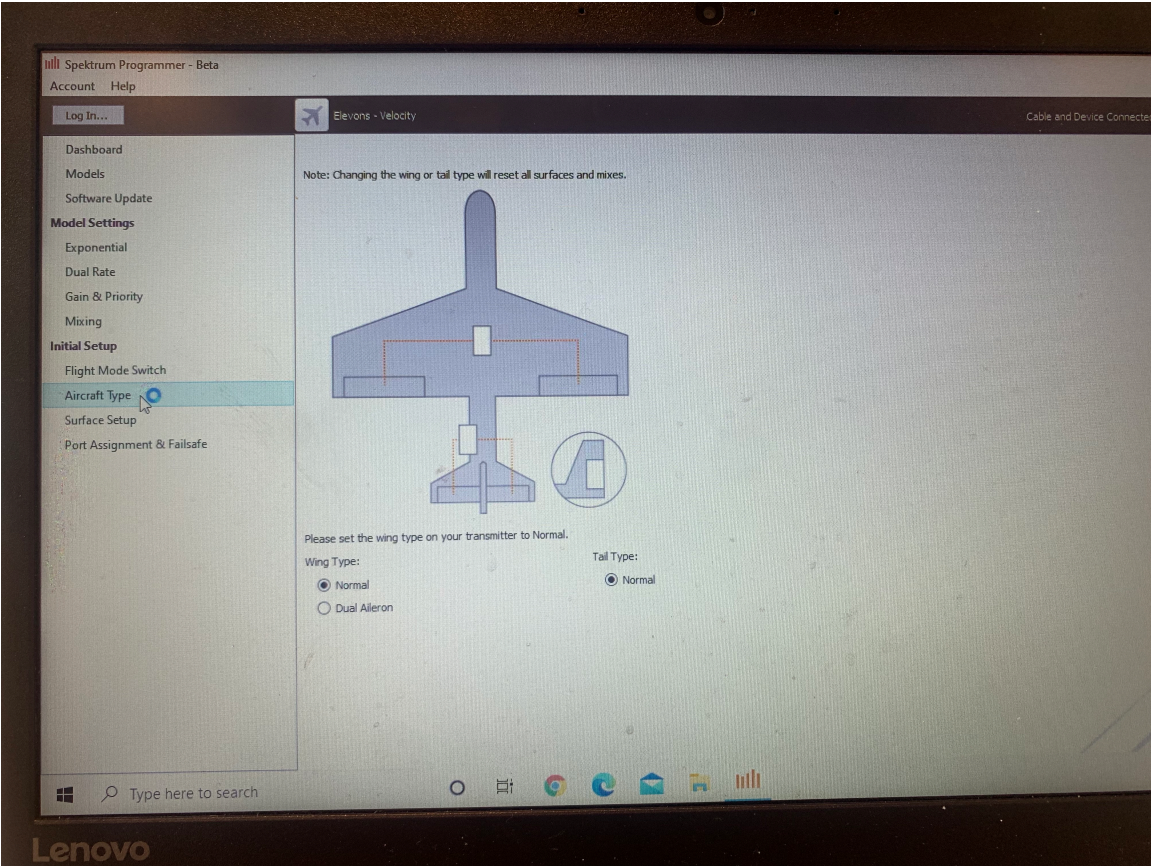 Spektrum Programmer - Beta
Account Help
Log In...
Elevons - Velocity
Cable and Device Connected
Dashboard
Models
Software Update
Model Settings
Exponential
Dual Rate
Gain & Priority
Mixing
Initial Setup
Flight Mode Switch
Aircraft Type
Surface Setup
Port Assignment & Failsafe
Note: Changing the wing or tail type will reset all surfaces and mixes.
Please set the wing type on your transmitter to Normal.
Wing Type:
Normal
Dual Aileron
Tail Type:
Normal
Type here to search
Lenovo